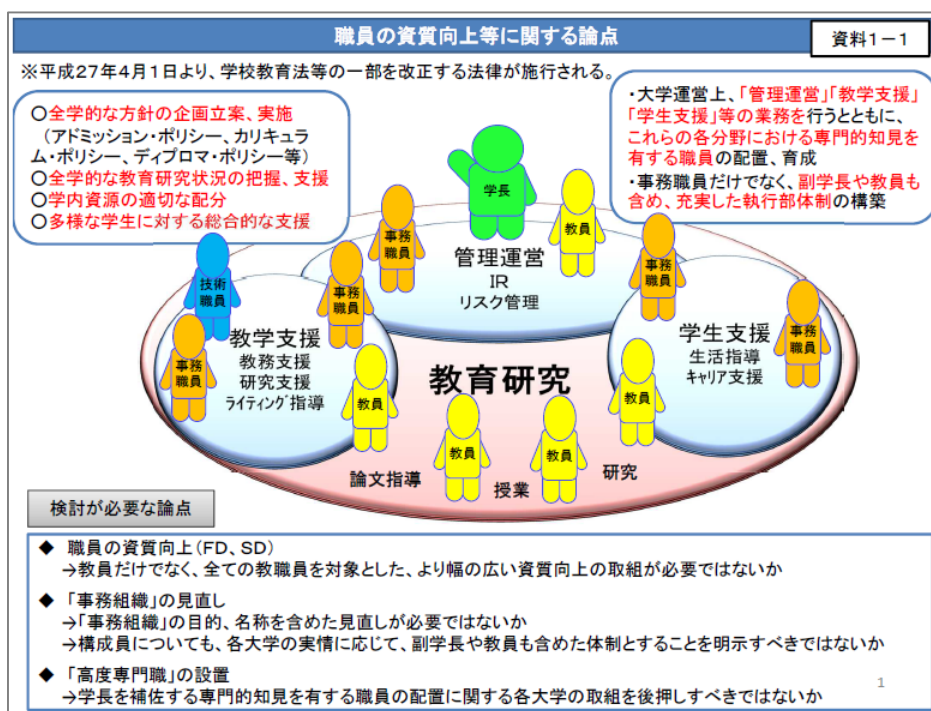 職員の資質向上等に関する論点
資料1－1
※平成27年4月1日より、学校教育法等の一部を改正する法律が施行される。
○全学的な方針の企画立案、実施
（アドミッション・ポリシー、カリキュラ
ム・ポリシー、ディプロマ・ポリシー等）
○全学的な教育研究状況の把握、支援
○学内資源の適切な配分
○多様な学生に対する総合的な支援
・大学運営上、「管理運営」「教学支援」
「学生支援」等の業務を行うとともに、
これらの各分野における専門的知見を
有する職員の配置、育成
・事務職員だけでなく、副学長や教員も
含め、充実した執行部体制の構築
学長
教員
事務
職員
管理運営
IR
リスク管理
事務
職員
技術
職員
事務
職員
事務
職員
教学支援
教務支援
研究支援
ライティング指導
学生支援
生活指導
キャリア支援
事務
職員
教育研究
教員
教員
教員
教員
論文指導
授業
研究
検討が必要な論点
◆ 職員の資質向上（FD、SD）
→教員だけでなく、全ての教職員を対象とした、より幅の広い資質向上の取組が必要ではないか
◆ 「事務組織」の見直し
→「事務組織」の目的、名称を含めた見直しが必要ではないか
→構成員についても、各大学の実情に応じて、副学長や教員も含めた体制とすることを明示すべきではないか
◆ 「高度専門職」の設置
→学長を補佐する専門的知見を有する職員の配置に関する各大学の取組を後押しすべきではないか
1